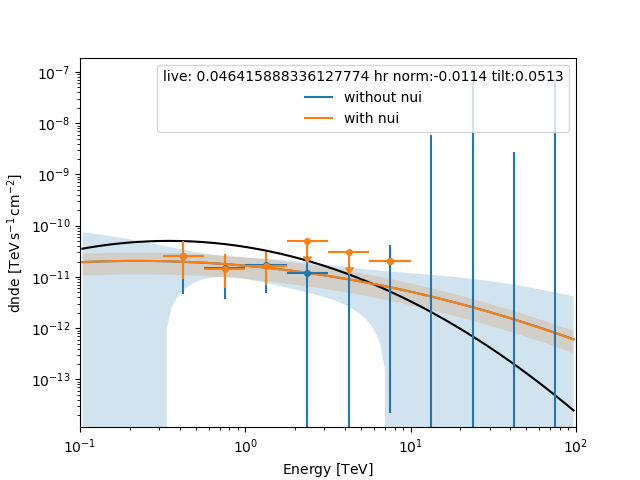 live: 0.046415888336127774 hr norm:-0.0114 tilt:0.0513
without nui
with nui
dnde [TeV s⁻¹ cm⁻²]
10⁻⁷
10⁻⁸
10⁻⁹
10⁻¹⁰
10⁻¹¹
10⁻¹²
10⁻¹³
10⁻¹ 10⁰ 10¹ 10²
Energy [TeV]